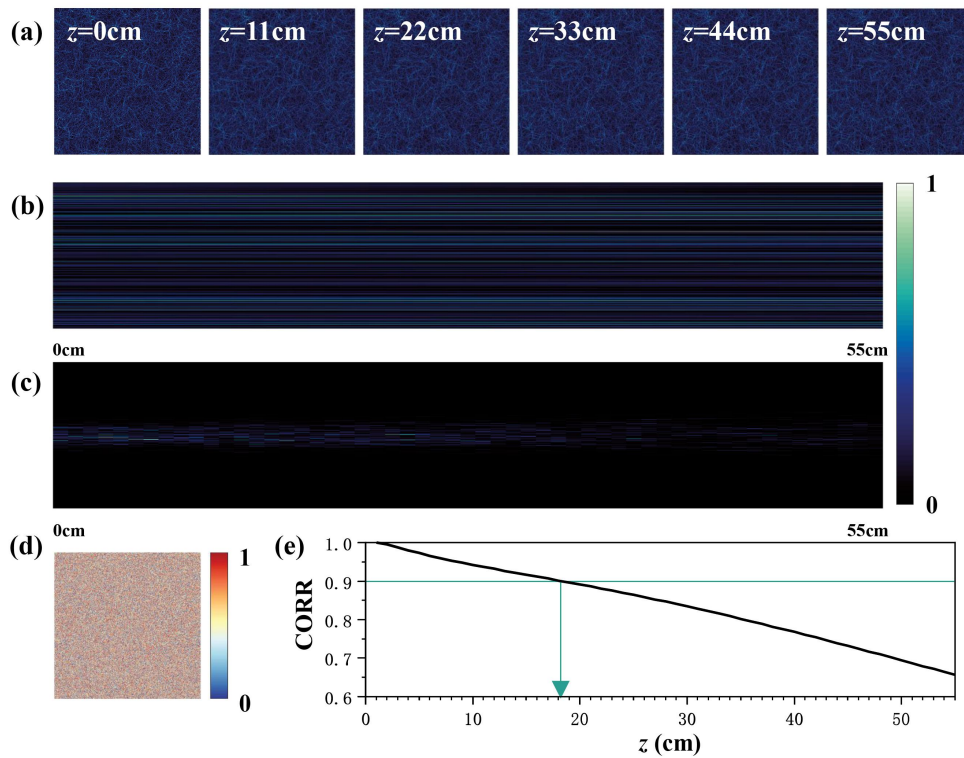 (a) z=0cm z=11cm z=22cm z=33cm z=44cm z=55cm
(b) 1
0cm 55cm
(c) 0
0cm 55cm
(d) 1 0
(e) 1.0
0.9
0.8
0.7
0.6
CORR
0 10 20 30 40 50
z (cm)